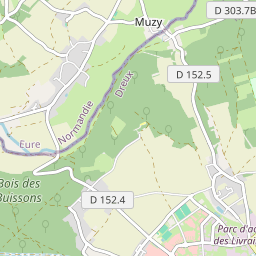 Muzy
D 303.7B
D 152.5
Dreux
Normandie
Eure
Bois des
Buissons
D 152.4
Parc d'ac
des Livrai